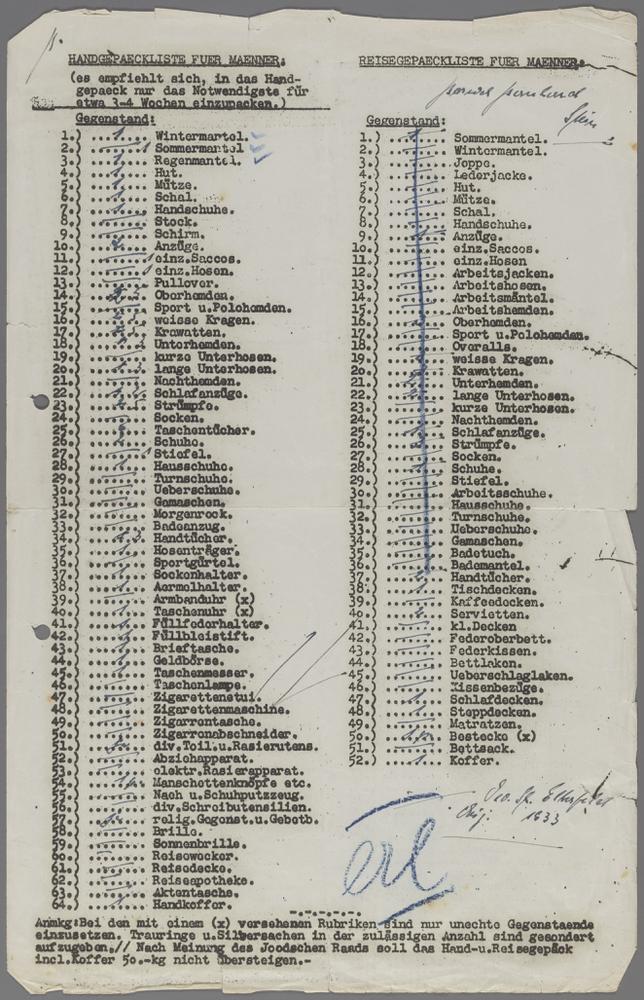 HANDGEPAECKLISTE FUER MAENNER:
(es empfiehlt sich, in das Hand-
gepaeck nur das Notwendigste für
etwa 3-4 Wochen einzupacken.)
Gegenstand:
1.) Wintermantel.
2.) Sommermantel
3.) Regenmantel.
4.) Hut.
5.) Mütze.
6.) Schal.
7.) Handschuhe.
8.) Stock.
9.) Schirm.
1o.) Anzüge.
11.) einz.Saccos.
12.) einz.Hosen.
13.) Pullover.
14.) Oberhemden.
15.) Sport u.Polohemden.
16.) weisse Kragen.
17.) Krawatten.
18.) Unterhemden.
19.) kurze Unterhosen.
2o.) lange Unterhosen.
21.) Nachthemden.
22.) Schlafanzüge.
23.) Strümpfe.
24.) Socken.
25.) Taschentücher.
26.) Schuhe.
27.) Stiefel.
28.) Hausschuhe.
29.) Turnschuhe.
3o.) Ueberschuhe.
31.) Gamaschen.
32.) Morgenrock.
33.) Badeanzug.
34.) Handtücher.
35.) Hosenträger.
36.) Sportgürtel.
37.) Sockenhalter.
38.) Aermelhalter.
39.) Armbanduhr (x)
4o.) Taschenuhr (x)
41.) Füllfederhalter.
42.) Füllbleistift.
43.) Brieftasche.
44.) Geldbörse.
45.) Taschenmesser.
46.) Taschenlampe.
47.) Zigarettenetui.
48.) Zigarettenmaschine.
49.) Zigarrentasche.
5o.) Zigarrenabschneider.
51.) div.Toil.u.Rasierutens.
52.) Abziehapparat.
53.) elektr.Rasierapparat.
54.) Manschettenknöpfe etc.
55.) Naeh u.Schuhputzzeug.
56.) div.Schreibutensilien.
57.) relig.Gegenst.u.Gebetb.
58.) Brille.
59.) Sonnenbrille.
6o.) Reisewecker.
61.) Reisedecke.
62.) Reiseapotheke.
63.) Aktentasche.
64.) Handkoffer.
REISEGEPAECKLISTE FUER MAENNER:
Gegenstand:
1.) Sommermantel.
2.) Wintermantel.
3.) Joppe.
4.) Lederjacke.
5.) Hut.
6.) Mütze.
7.) Schal.
8.) Handschuhe.
9.) Anzüge.
1o.) einz.Saccos.
11.) einz.Hosen
12.) Arbeitsjacken.
13.) Arbeitshosen.
14.) Arbeitsmäntel.
15.) Arbeitshemden.
16.) Oberhemden.
17.) Sport u.Polohemden.
18.) Overalls.
19.) weisse Kragen.
2o.) Krawatten.
21.) Unterhemden.
22.) lange Unterhosen.
23.) kurze Unterhosen.
24.) Nachthemden.
25.) Schlafanzüge.
26.) Strümpfe.
27.) Socken.
28.) Schuhe.
29.) Stiefel.
3o.) Arbeitsschuhe.
31.) Hausschuhe.
32.) Turnschuhe.
33.) Ueberschuhe.
34.) Gamaschen.
35.) Badetuch.
36.) Bademantel.
37.) Handtücher.
38.) Tischdecken.
39.) Kaffeedecken.
4o.) Servietten.
41.) kl.Decken
42.) Federoberbett.
43.) Federkissen.
44.) Bettlaken.
45.) Ueberschlaglaken.
46.) Kissenbezüge.
47.) Schlafdecken.
48.) Steppdecken.
49.) Matratzen.
5o.) Bestecke (x)
51.) Bettsack.
52.) Koffer.
1633
erl
Anmkg:Bei den mit einem (x) versehenen Rubriken sind nur unechte Gegenstaende
einzusetzen. Trauringe u.Silbersachen in der zulässigen Anzahl sind gesondert
aufzugeben.// Nach Meinung des Joodschen Raads soll das Hand-u.Reisegepäck
incl.Koffer 5o.-kg nicht übersteigen.-